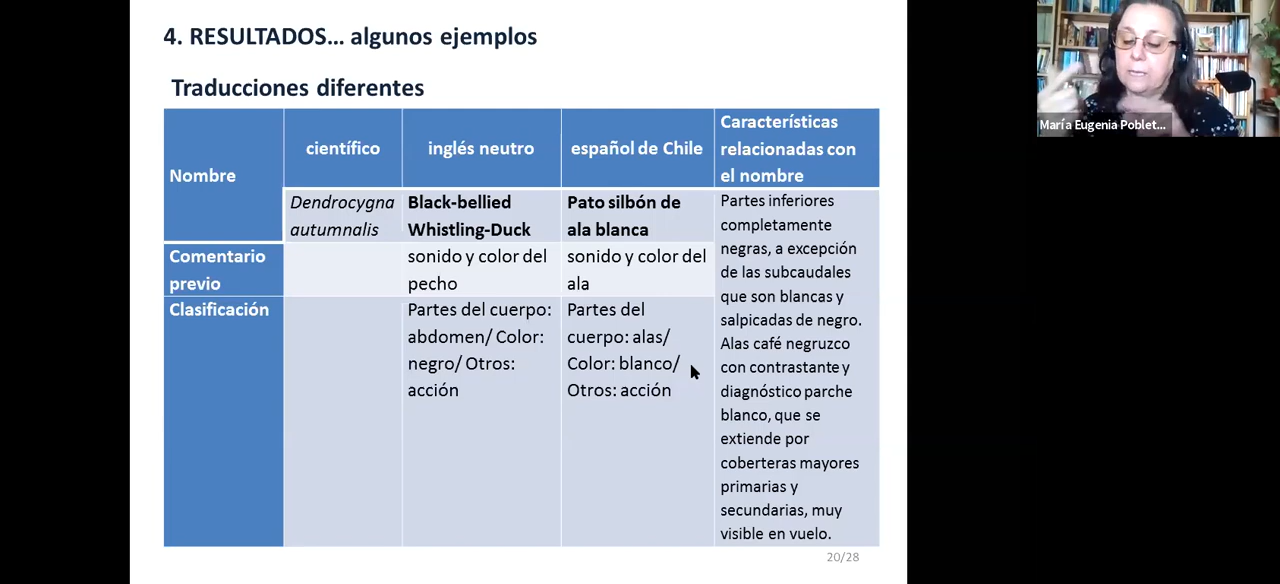 4. RESULTADOS... algunos ejemplos
Traducciones diferentes
Nombre
científico
inglés neutro
español de Chile
Características
relacionadas con
el nombre
Dendrocygna
autumnalis
Black-bellied
Whistling-Duck
Pato silbón de
ala blanca
Partes inferiores
completamente
negras, a excepción
de las subcaudales
que son blancas y
salpicadas de negro.
Alas café negruzco
con contrastante y
diagnóstico parche
blanco, que se
extiende por
coberteras mayores
primarias y
secundarias, muy
visible en vuelo.
Comentario
previo
sonido y color del
pecho
sonido y color del
ala
Clasificación
Partes del cuerpo:
abdomen/ Color:
negro/ Otros:
acción
Partes del
cuerpo: alas/
Color: blanco/
Otros: acción
20/28
María Eugenia Poblet...